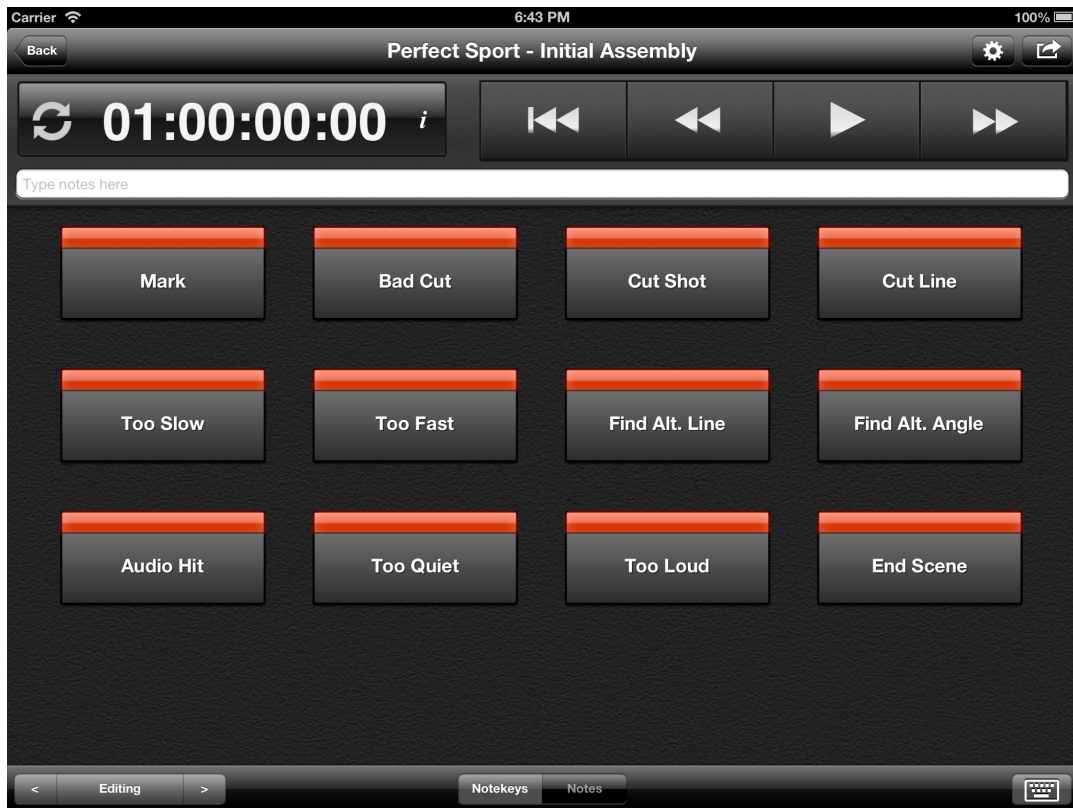 Carrier 6:43 PM 100%
Back Perfect Sport - Initial Assembly
01:00:00:00 i
Type notes here
Mark Bad Cut Cut Shot Cut Line
Too Slow Too Fast Find Alt. Line Find Alt. Angle
Audio Hit Too Quiet Too Loud End Scene
< Editing > Notekeys Notes